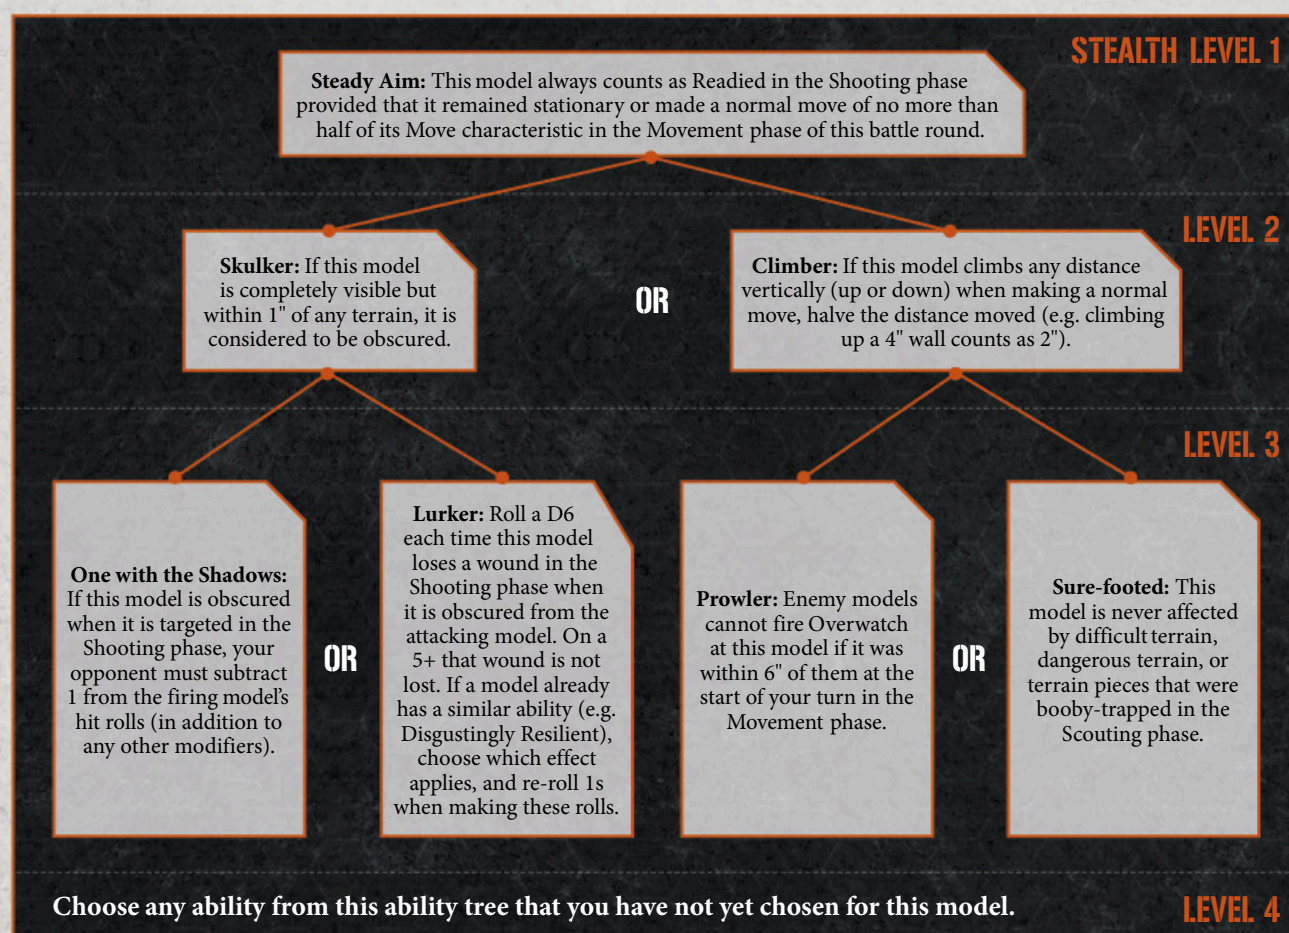 STEALTH LEVEL 1
Steady Aim: This model always counts as Readied in the Shooting phase
provided that it remained stationary or made a normal move of no more than
half of its Move characteristic in the Movement phase of this battle round.
LEVEL 2
Skulker: If this model
is completely visible but
within 1" of any terrain, it is
considered to be obscured.
OR
Climber: If this model climbs any distance
vertically (up or down) when making a normal
move, halve the distance moved (e.g. climbing
up a 4" wall counts as 2").
LEVEL 3
One with the Shadows:
If this model is obscured
when it is targeted in the
Shooting phase, your
opponent must subtract
1 from the firing model's
hit rolls (in addition to
any other modifiers).
OR
Lurker: Roll a D6
each time this model
loses a wound in the
Shooting phase when
it is obscured from the
attacking model. On a
5+ that wound is not
lost. If a model already
has a similar ability (e.g.
Disgustingly Resilient),
choose which effect
applies, and re-roll 1s
when making these rolls.
Prowler: Enemy models
cannot fire Overwatch
at this model if it was
within 6" of them at the
start of your turn in the
Movement phase.
OR
Sure-footed: This
model is never affected
by difficult terrain,
dangerous terrain, or
terrain pieces that were
booby-trapped in the
Scouting phase.
Choose any ability from this ability tree that you have not yet chosen for this model.
LEVEL 4